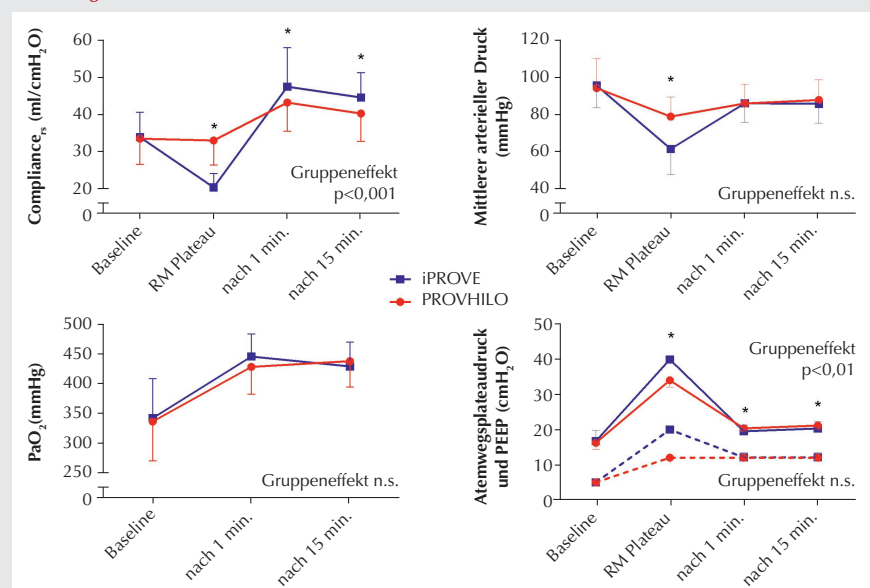 Compliance_rs (ml/cmH₂O)
60
50
40
30
20
0
*
*
*
Gruppeneffekt
p<0,001
Baseline
RM Plateau
nach 1 min.
nach 15 min.
Mittlerer arterieller Druck
(mmHg)
120
100
80
60
40
0
*
Gruppeneffekt n.s.
Baseline
RM Plateau
nach 1 min.
nach 15 min.
iPROVE
PROVHILO
PaO₂(mmHg)
500
450
400
350
300
250
0
Gruppeneffekt n.s.
Baseline
nach 1 min.
nach 15 min.
Atemwegsplateaudruck
und PEEP (cmH₂O)
50
40
30
20
10
0
*
*
*
Gruppeneffekt
p<0,01
Gruppeneffekt n.s.
Baseline
RM Plateau
nach 1 min.
nach 15 min.